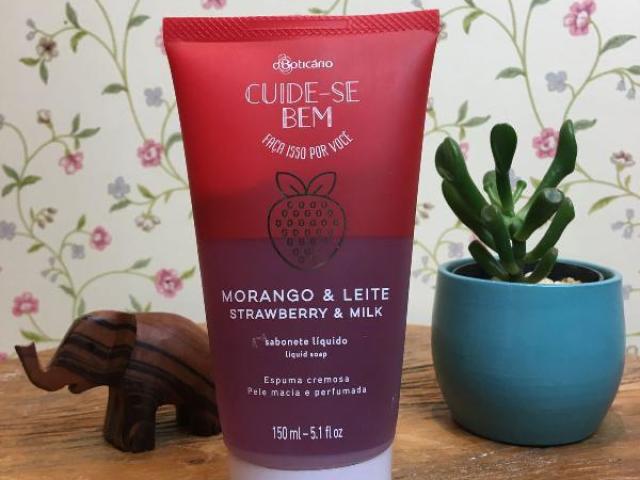 oBoticário
CUIDE-SE
BEM
FAÇA ISSO POR VOCÊ
MORANGO & LEITE
STRAWBERRY & MILK
sabonete líquido
liquid soap
Espuma cremosa
Pele macia e perfumada
150 ml – 5.1 fl oz